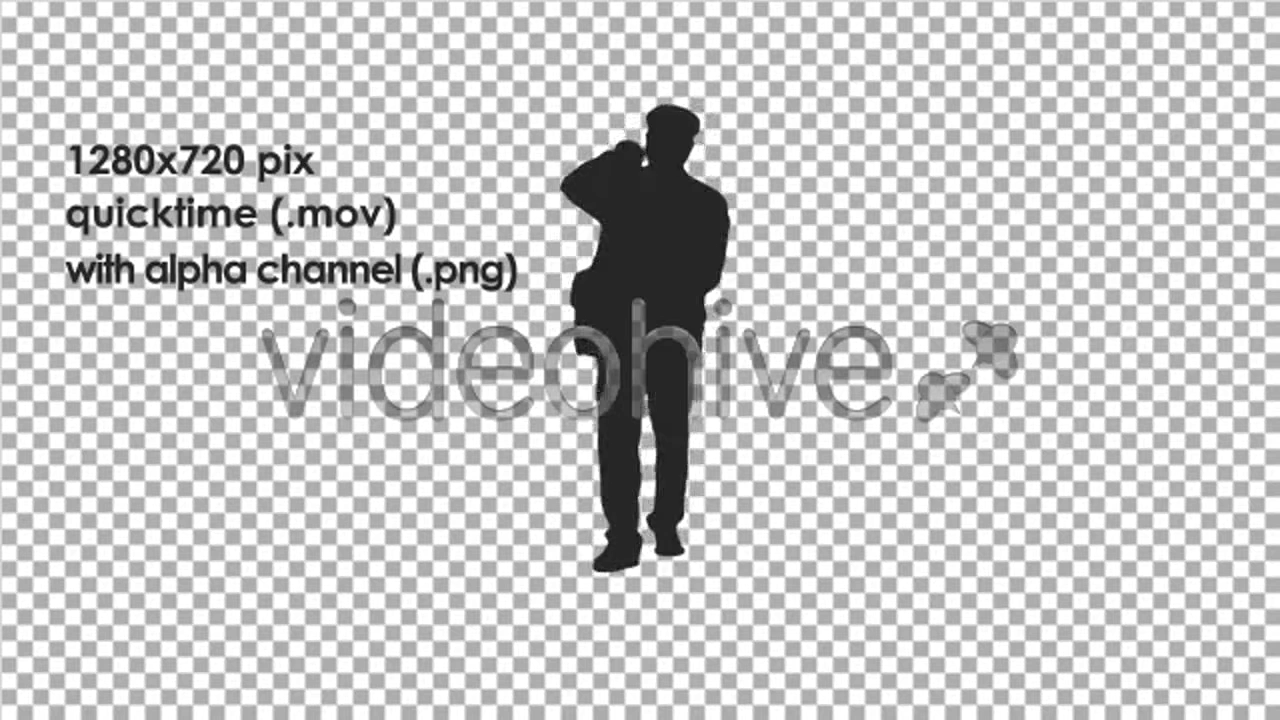 1280x720 pix
quicktime (.mov)
with alpha channel (.png)
videohive